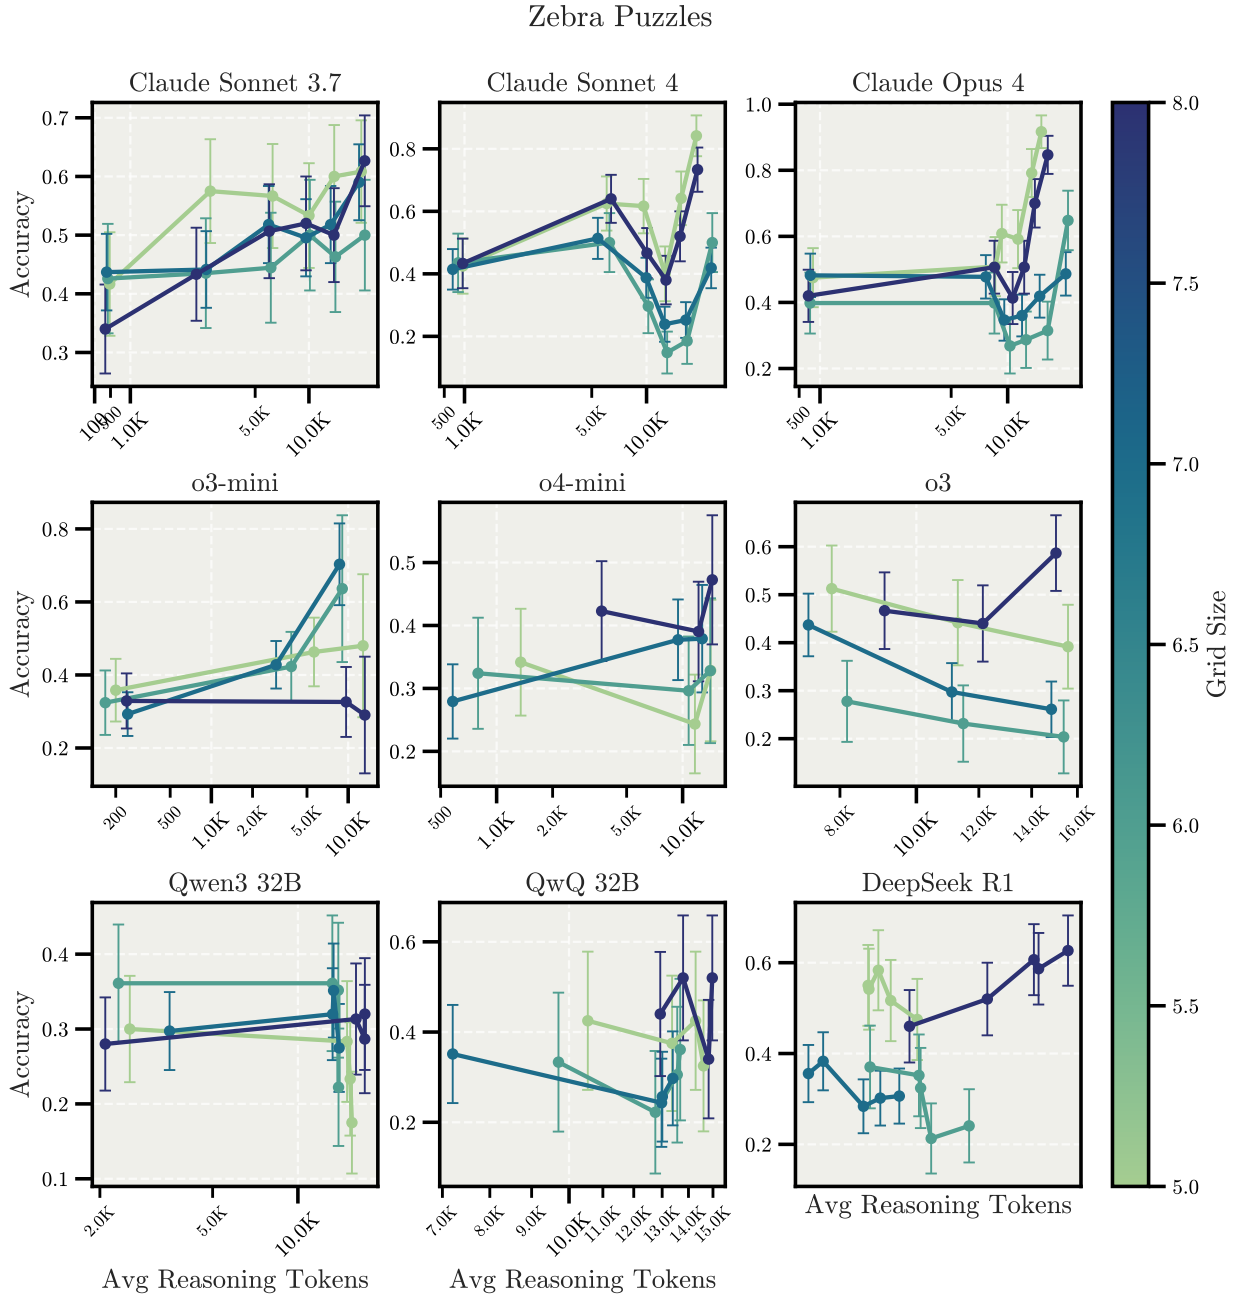 Zebra Puzzles
Claude Sonnet 3.7
Claude Sonnet 4
Claude Opus 4
Accuracy
0.7
0.6
0.5
0.4
0.3
100
500
1.0K
5.0K
10.0K
0.8
0.6
0.4
0.2
500
1.0K
5.0K
10.0K
1.0
0.8
0.6
0.4
0.2
500
1.0K
5.0K
10.0K
o3-mini
o4-mini
o3
Accuracy
0.8
0.6
0.4
0.2
200
500
1.0K
2.0K
5.0K
10.0K
0.5
0.4
0.3
0.2
500
1.0K
2.0K
5.0K
10.0K
0.6
0.5
0.4
0.3
0.2
8.0K
10.0K
12.0K
14.0K
16.0K
Qwen3 32B
QwQ 32B
DeepSeek R1
Accuracy
0.4
0.3
0.2
0.1
2.0K
5.0K
10.0K
Avg Reasoning Tokens
0.6
0.4
0.2
7.0K
8.0K
9.0K
10.0K
11.0K
12.0K
13.0K
14.0K
15.0K
Avg Reasoning Tokens
0.6
0.4
0.2
Avg Reasoning Tokens
8.0
7.5
7.0
6.5
6.0
5.5
5.0
Grid Size